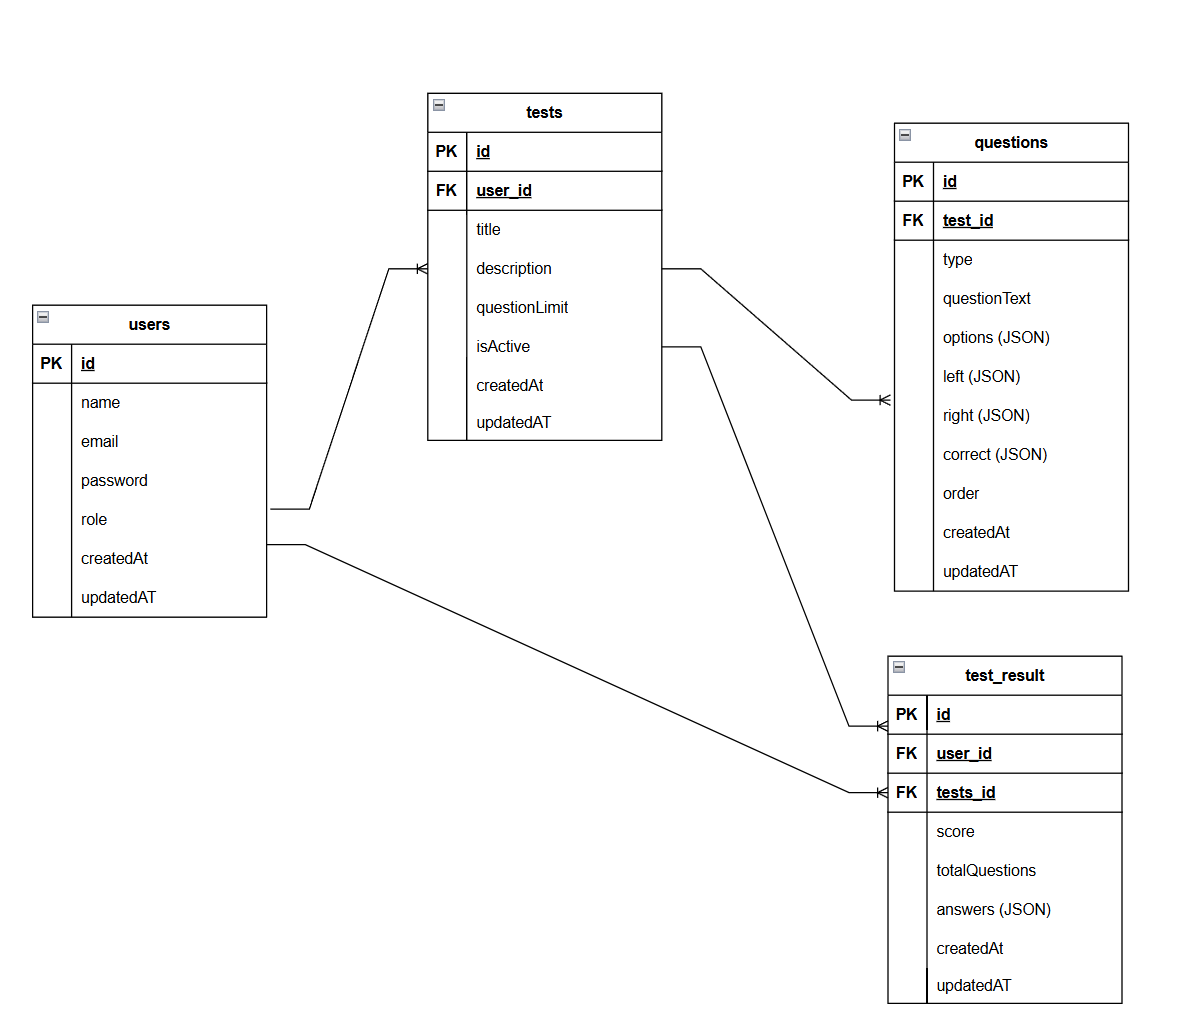 tests
PK id
FK user_id
title
description
questionLimit
isActive
createdAt
updatedAT
questions
PK id
FK test_id
type
questionText
options (JSON)
left (JSON)
right (JSON)
correct (JSON)
order
createdAt
updatedAT
users
PK id
name
email
password
role
createdAt
updatedAT
test_result
PK id
FK user_id
FK tests_id
score
totalQuestions
answers (JSON)
createdAt
updatedAT